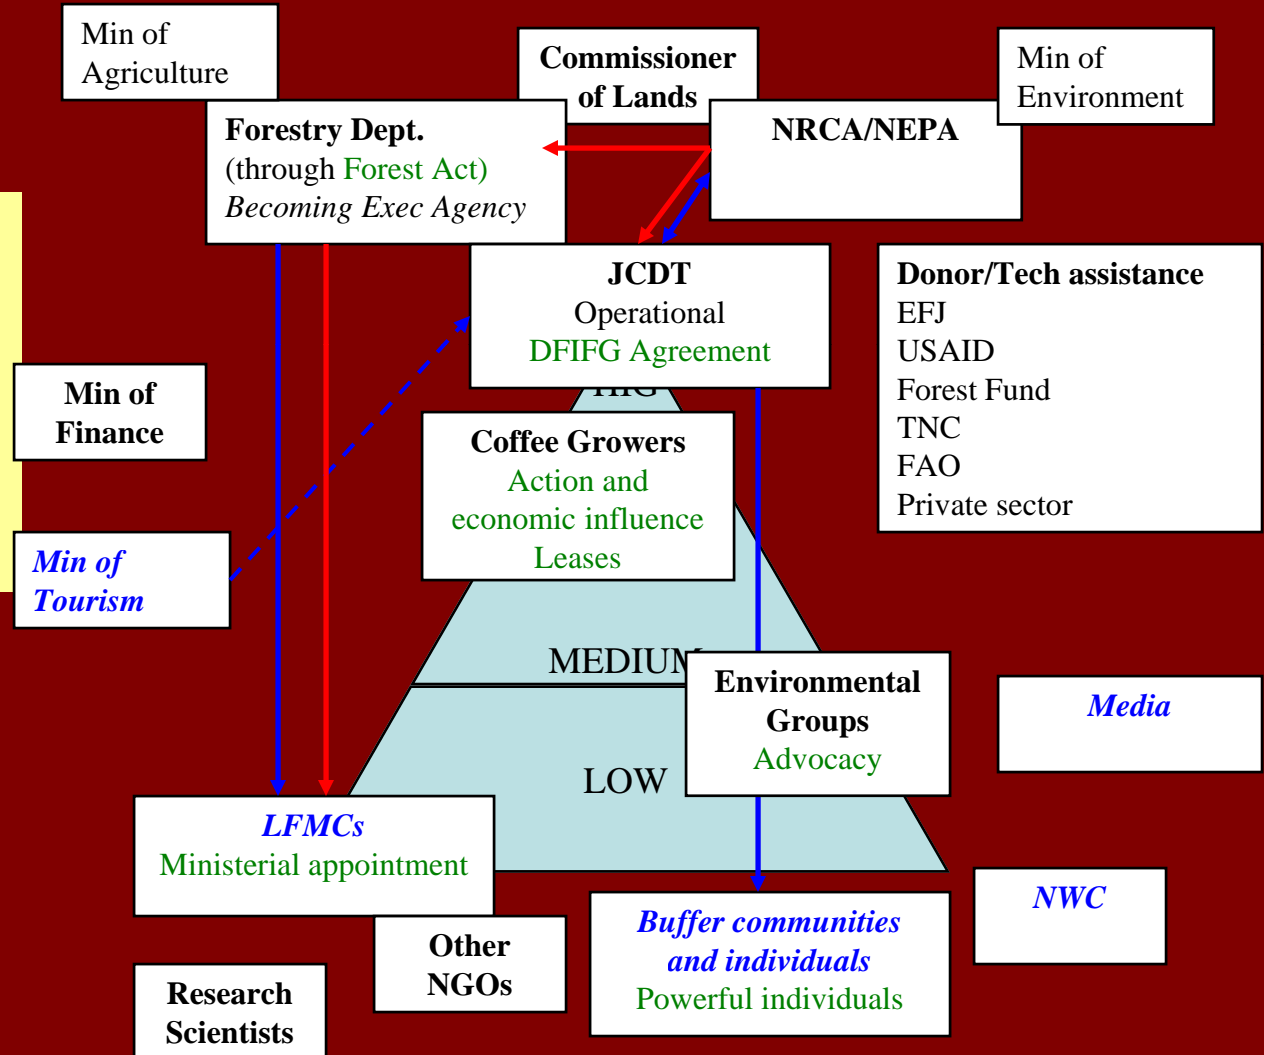 Min of
Agriculture
Commissioner
of Lands
Min of
Environment
Forestry Dept.
(through Forest Act)
Becoming Exec Agency
NRCA/NEPA
JCDT
Operational
DFIFG Agreement
Donor/Tech assistance
EFJ
USAID
Forest Fund
TNC
FAO
Private sector
Min of
Finance
Coffee Growers
Action and
economic influence
Leases
Min of
Tourism
MEDIUM
Environmental
Groups
Advocacy
Media
LOW
LFMCs
Ministerial appointment
NWC
Buffer communities
and individuals
Powerful individuals
Other
NGOs
Research
Scientists